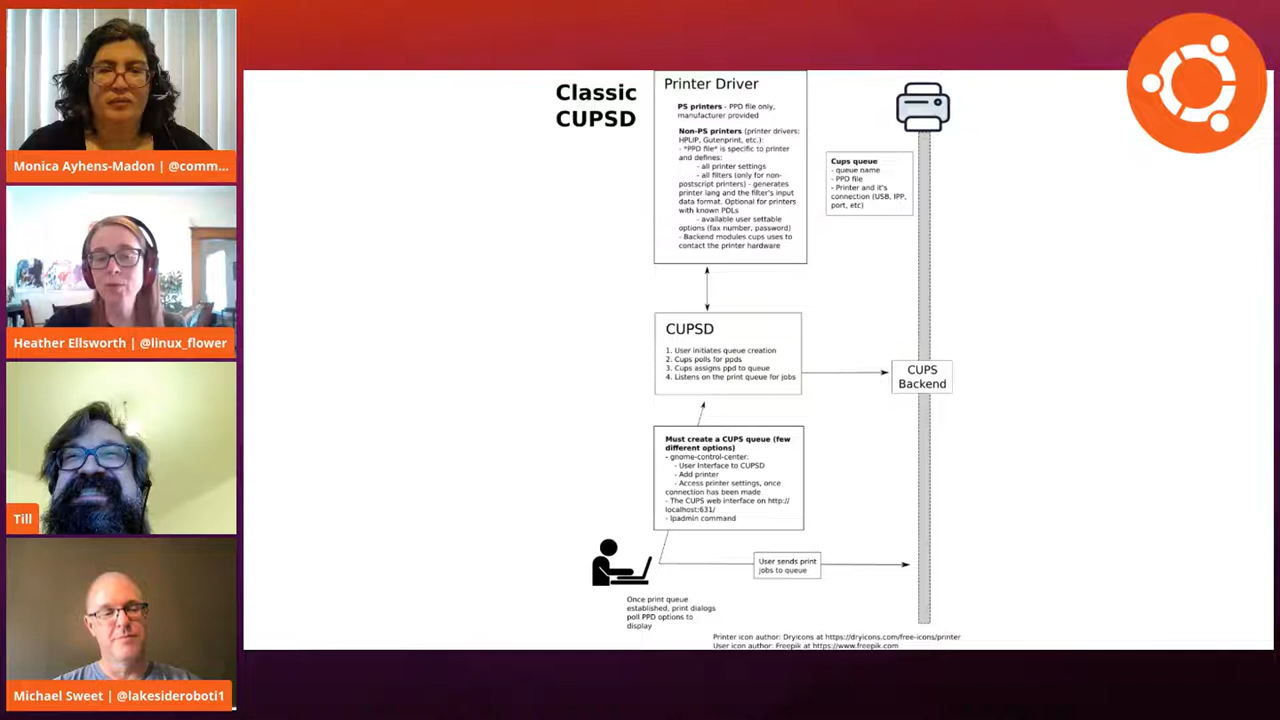 Monica Ayhens-Madon | @comm...
Heather Ellsworth | @linux_flower
Till
Michael Sweet | @lakesideroboti1
Classic
CUPSD
Printer Driver
PS printers - PPD file only,
manufacturer provided
Non-PS printers (printer drivers:
HPLIP, Gutenprint, etc.):
- *PPD file* is specific to printer
and defines:
- all printer settings
- all filters (only for non-
postscript printers) - generates
printer lang and the filter's input
data format. Optional for printers
with known PDLs
- available user settable
options (fax number, password)
- Backend modules cups uses to
contact the printer hardware
Cups queue
- queue name
- PPD file
- Printer and it's
connection (USB, IPP,
port, etc)
CUPSD
1. User initiates queue creation
2. Cups polls for ppds
3. Cups assigns ppd to queue
4. Listens on the print queue for jobs
CUPS
Backend
Must create a CUPS queue (few
different options)
- gnome-control-center:
- User Interface to CUPSD
- Add printer
- Access printer settings, once
connection has been made
- The CUPS web interface on http://
localhost:631/
- lpadmin command
User sends print
jobs to queue
Once print queue
established, print dialogs
poll PPD options to
display
Printer icon author: Dryicons at https://dryicons.com/free-icons/printer
User icon author: Freepik at https://www.freepik.com